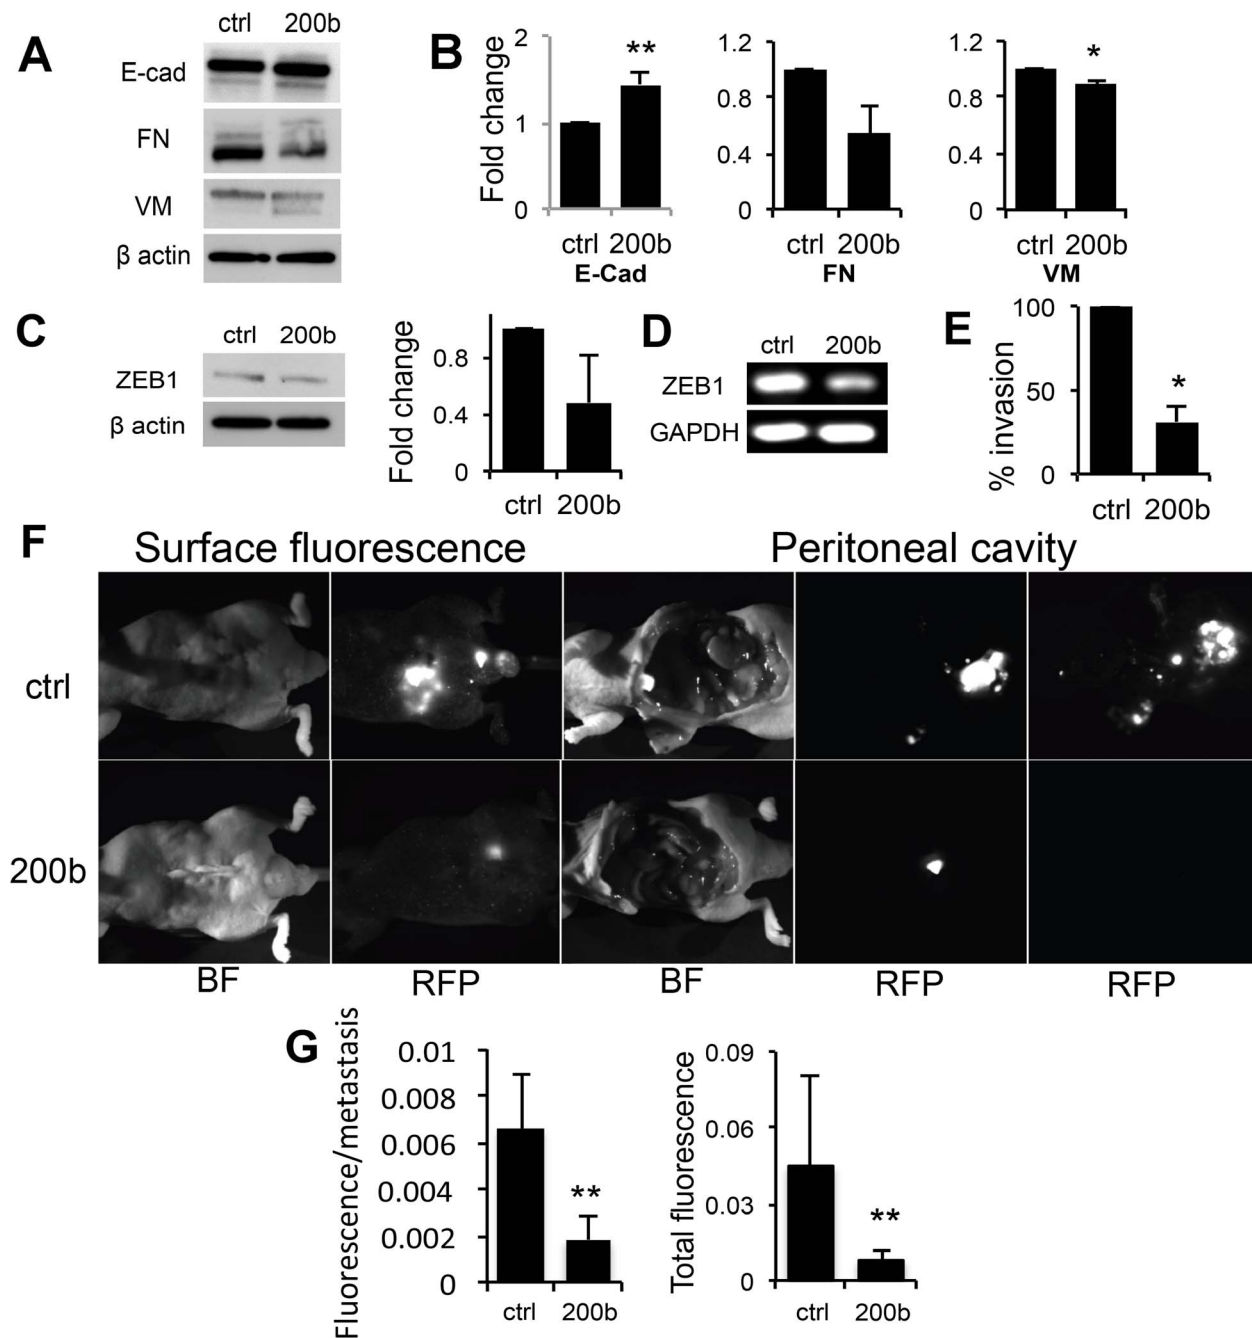 A
ctrl 200b
E-cad
FN
VM
β actin
B
Fold change
2
1
0
**
ctrl 200b
E-Cad
1.2
0.8
0.4
0
ctrl 200b
FN
1.2
0.8
0.4
0
*
ctrl 200b
VM
C
ctrl 200b
ZEB1
β actin
Fold change
0.8
0.4
0
ctrl 200b
D
ctrl 200b
ZEB1
GAPDH
E
% invasion
100
50
0
*
ctrl 200b
F
Surface fluorescence
Peritoneal cavity
ctrl
200b
BF
RFP
BF
RFP
RFP
G
Fluorescence/metastasis
0.01
0.008
0.006
0.004
0.002
0
**
ctrl 200b
Total fluorescence
0.09
0.06
0.03
0
**
ctrl 200b